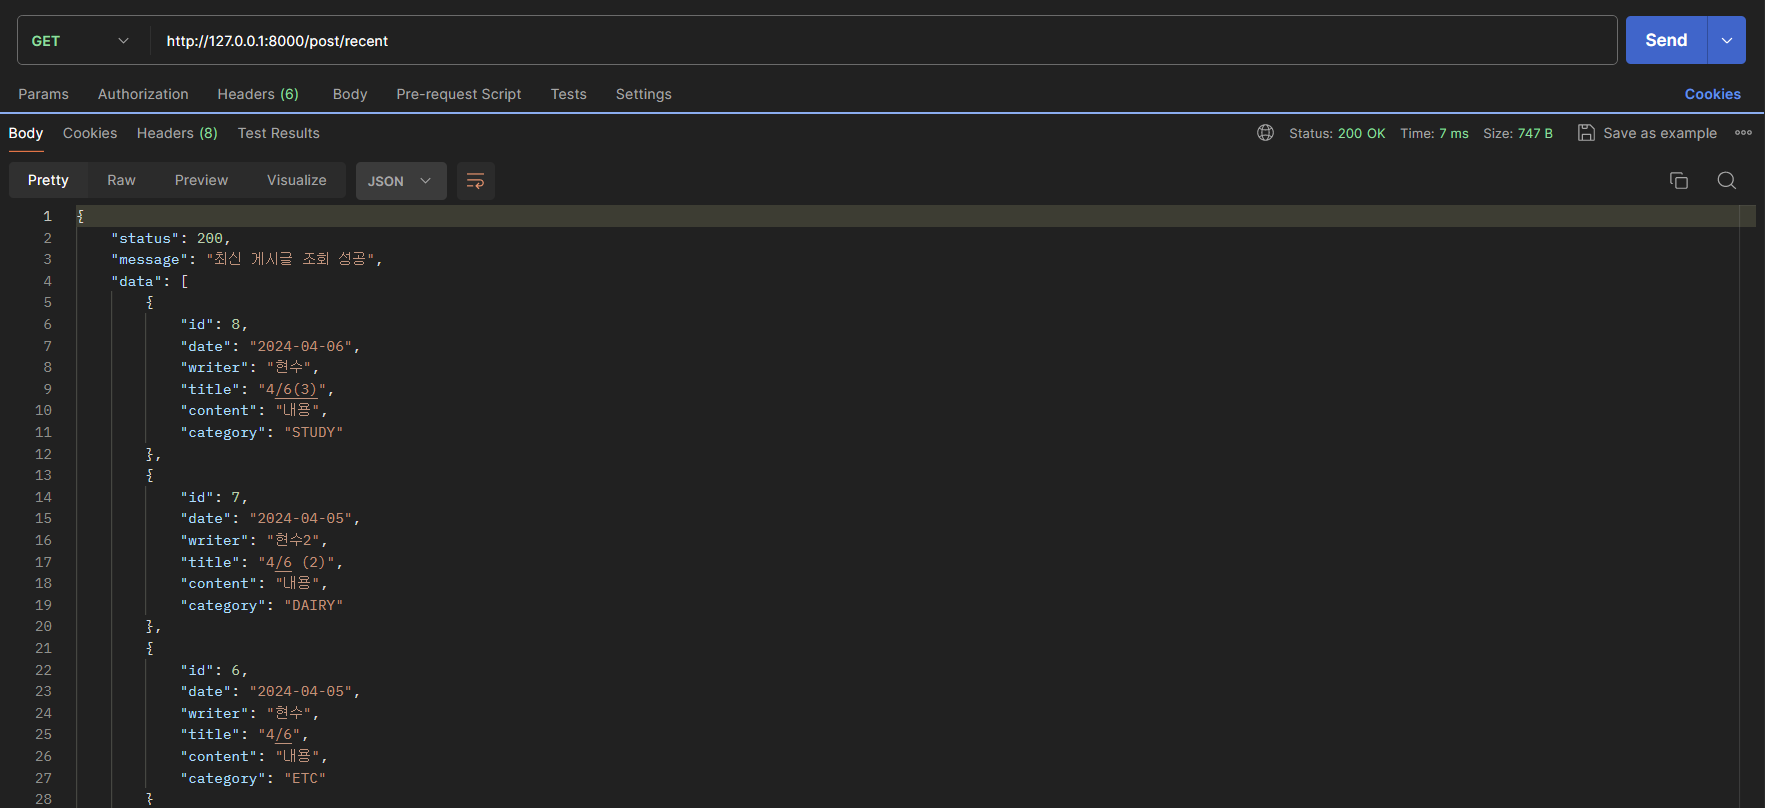 GET http://127.0.0.1:8000/post/recent Send
Params Authorization Headers (6) Body Pre-request Script Tests Settings Cookies
Body Cookies Headers (8) Test Results Status: 200 OK Time: 7 ms Size: 747 B Save as example
Pretty Raw Preview Visualize JSON
1 {
2 "status": 200,
3 "message": "최신 게시글 조회 성공",
4 "data": [
5 {
6 "id": 8,
7 "date": "2024-04-06",
8 "writer": "현수",
9 "title": "4/6(3)",
10 "content": "내용",
11 "category": "STUDY"
12 },
13 {
14 "id": 7,
15 "date": "2024-04-05",
16 "writer": "현수2",
17 "title": "4/6 (2)",
18 "content": "내용",
19 "category": "DAIRY"
20 },
21 {
22 "id": 6,
23 "date": "2024-04-05",
24 "writer": "현수",
25 "title": "4/6",
26 "content": "내용",
27 "category": "ETC"
28 }